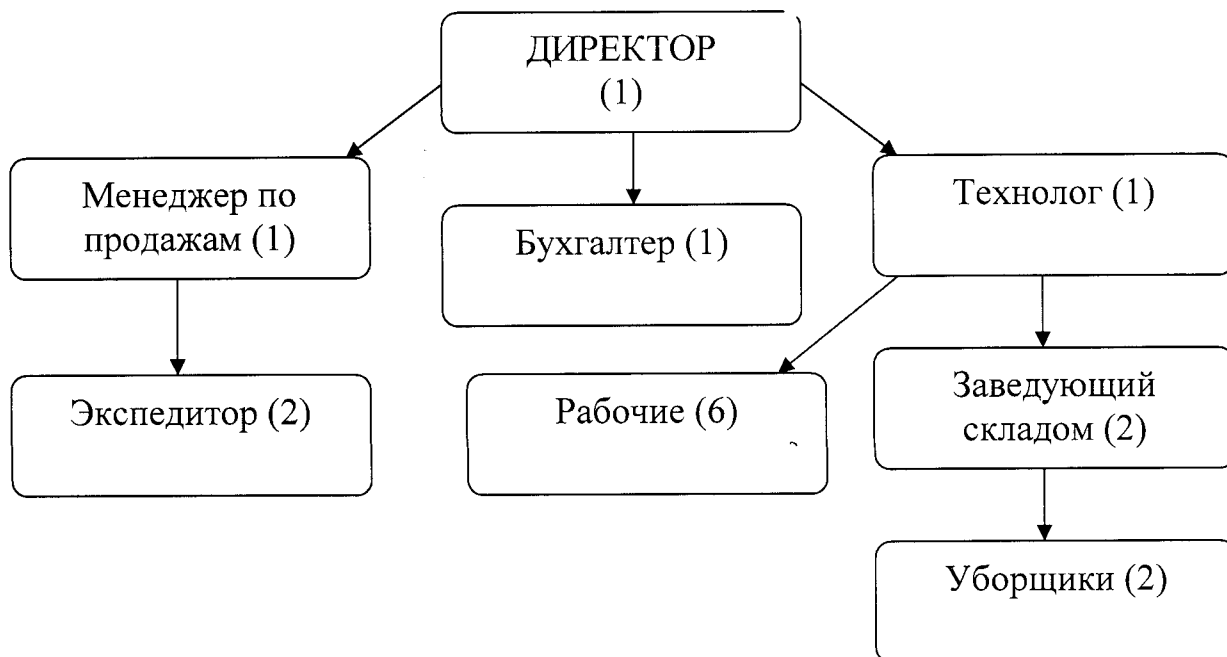 ДИРЕКТОР
(1)
Менеджер по
продажам (1)
Бухгалтер (1)
Технолог (1)
Экспедитор (2)
Рабочие (6)
Заведующий
складом (2)
Уборщики (2)